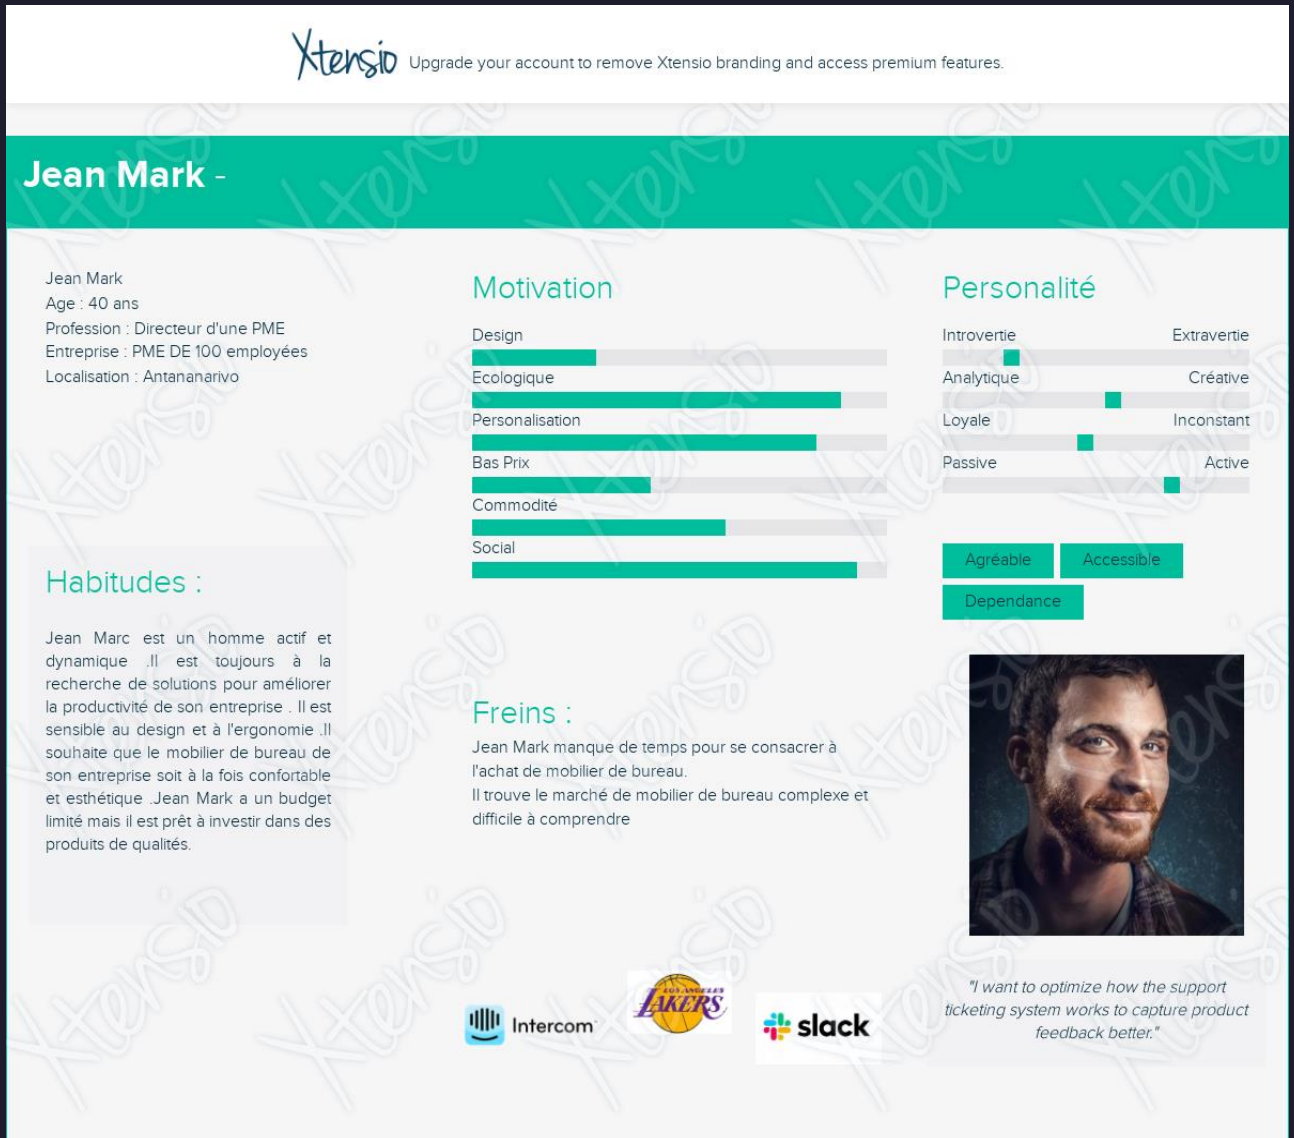 Xtensio Upgrade your account to remove Xtensio branding and access premium features.
Jean Mark -
Jean Mark
Age : 40 ans
Profession : Directeur d'une PME
Entreprise : PME DE 100 employées
Localisation : Antananarivo
Habitudes :
Jean Marc est un homme actif et
dynamique .Il est toujours à la
recherche de solutions pour améliorer
la productivité de son entreprise . Il est
sensible au design et à l'ergonomie .Il
souhaite que le mobilier de bureau de
son entreprise soit à la fois confortable
et esthétique .Jean Mark a un budget
limité mais il est prêt à investir dans des
produits de qualités.
Motivation
Design
Ecologique
Personalisation
Bas Prix
Commodité
Social
Freins :
Jean Mark manque de temps pour se consacrer à
l'achat de mobilier de bureau.
Il trouve le marché de mobilier de bureau complexe et
difficile à comprendre
Intercom
LOS ANGELES
LAKERS
slack
Personalité
Introvertie Extravertie
Analytique Créative
Loyale Inconstant
Passive Active
Agréable Accessible
Dependance
"I want to optimize how the support
ticketing system works to capture product
feedback better."